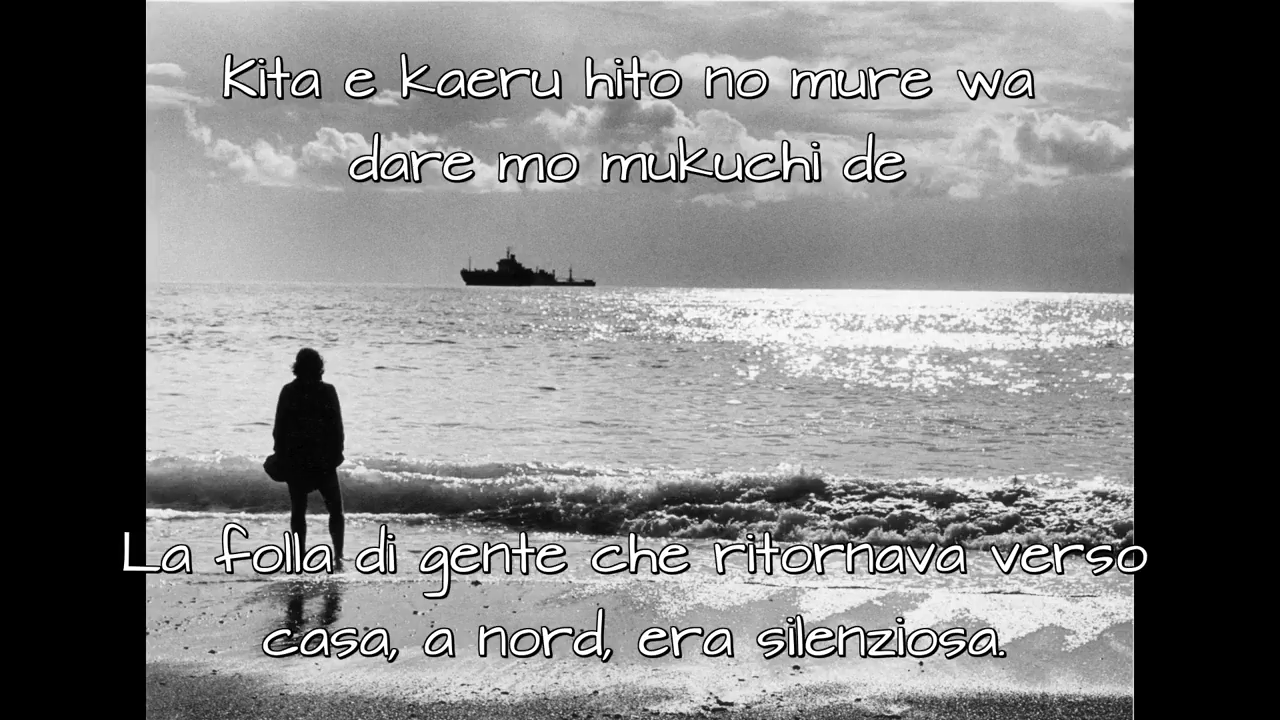 Kita e kaeru hito no mure wa
dare mo mukuchi de
La folla di gente che ritornava verso
casa, a nord, era silenziosa.